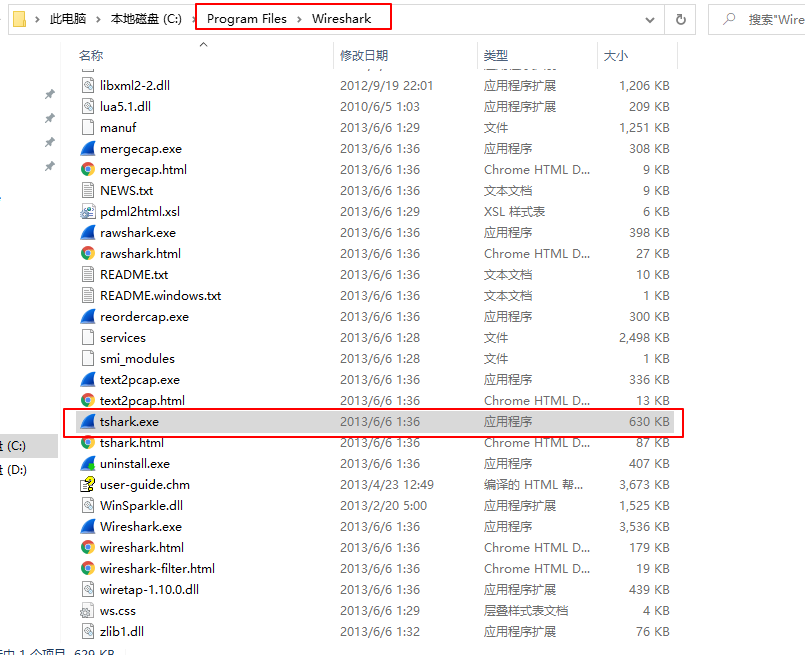 此电脑 › 本地磁盘 (C:) › Program Files › Wireshark 搜索"Wire
名称 修改日期 类型 大小
libxml2-2.dll 2012/9/19 22:01 应用程序扩展 1,206 KB
lua5.1.dll 2010/6/5 1:03 应用程序扩展 209 KB
manuf 2013/6/6 1:29 文件 1,251 KB
mergecap.exe 2013/6/6 1:36 应用程序 308 KB
mergecap.html 2013/6/6 1:36 Chrome HTML D... 9 KB
NEWS.txt 2013/6/6 1:36 文本文档 9 KB
pdml2html.xsl 2013/6/6 1:29 XSL 样式表 6 KB
rawshark.exe 2013/6/6 1:36 应用程序 398 KB
rawshark.html 2013/6/6 1:36 Chrome HTML D... 27 KB
README.txt 2013/6/6 1:36 文本文档 10 KB
README.windows.txt 2013/6/6 1:36 文本文档 1 KB
reordercap.exe 2013/6/6 1:36 应用程序 300 KB
services 2013/6/6 1:28 文件 2,498 KB
smi_modules 2013/6/6 1:28 文件 1 KB
text2pcap.exe 2013/6/6 1:36 应用程序 336 KB
text2pcap.html 2013/6/6 1:36 Chrome HTML D... 13 KB
tshark.exe 2013/6/6 1:36 应用程序 630 KB
tshark.html 2013/6/6 1:36 Chrome HTML D... 87 KB
(C:)
uninstall.exe 2013/6/6 1:36 应用程序 407 KB
(D:)
user-guide.chm 2013/4/23 12:49 编译的 HTML 帮... 3,673 KB
WinSparkle.dll 2013/2/20 5:00 应用程序扩展 1,525 KB
Wireshark.exe 2013/6/6 1:36 应用程序 3,536 KB
wireshark.html 2013/6/6 1:36 Chrome HTML D... 179 KB
wireshark-filter.html 2013/6/6 1:36 Chrome HTML D... 19 KB
wiretap-1.10.0.dll 2013/6/6 1:36 应用程序扩展 439 KB
ws.css 2013/6/6 1:29 层叠样式表文档 4 KB
zlib1.dll 2013/6/6 1:32 应用程序扩展 76 KB
中 1 个项目 629 KB